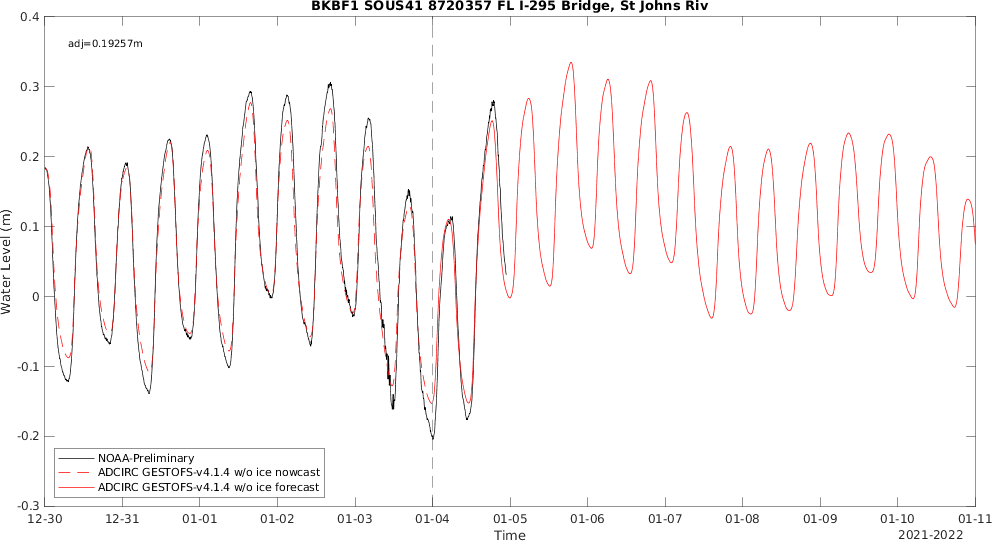 BKBF1 SOUS41 8720357 FL I-295 Bridge, St Johns Riv
adj=0.19257m
0.4
0.3
0.2
0.1
0
-0.1
-0.2
-0.3
Water Level (m)
NOAA-Preliminary
ADCIRC GESTOFS-v4.1.4 w/o ice nowcast
ADCIRC GESTOFS-v4.1.4 w/o ice forecast
12-30 12-31 01-01 01-02 01-03 01-04 01-05 01-06 01-07 01-08 01-09 01-10 01-11
Time
2021-2022